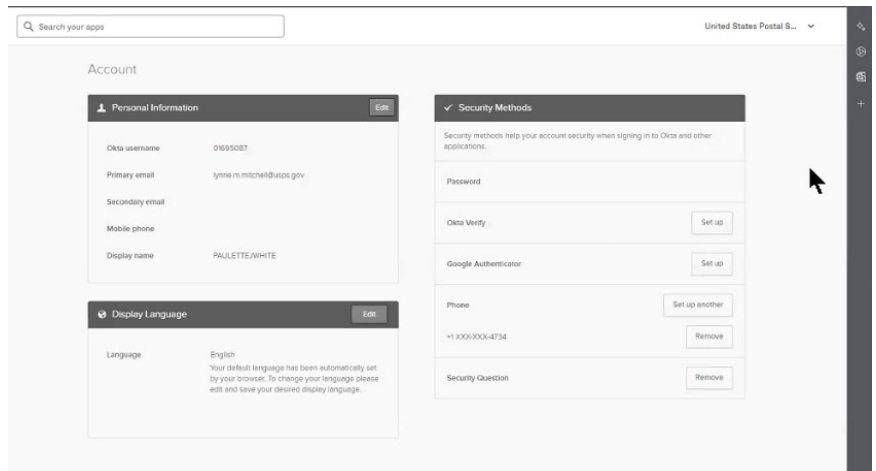 Search your apps
United States Postal S...
Account
Personal Information
Edit
Okta username
01695087
Primary email
lynne.m.mitchell@usps.gov
Secondary email
Mobile phone
Display name
PAULETTEJWHITE
Display Language
Edit
Language
English
Your default language has been automatically set
by your browser. To change your language please
edit and save your desired display language.
Security Methods
Security methods help your account security when signing in to Okta and other
applications.
Password
Okta Verify
Set up
Google Authenticator
Set up
Phone
Set up another
+1 XXX-XXX-4734
Remove
Security Question
Remove